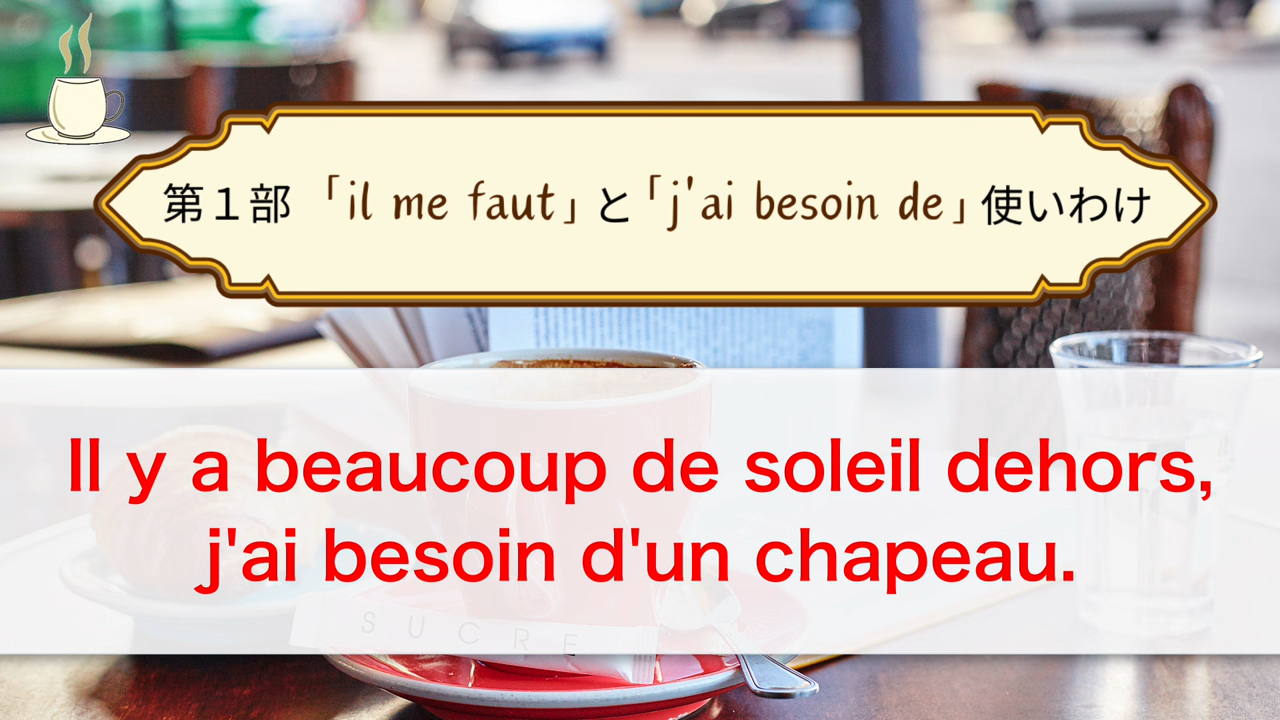 第１部 「il me faut」と「j'ai besoin de」使いわけ
Il y a beaucoup de soleil dehors,
j'ai besoin d'un chapeau.
SUCRE